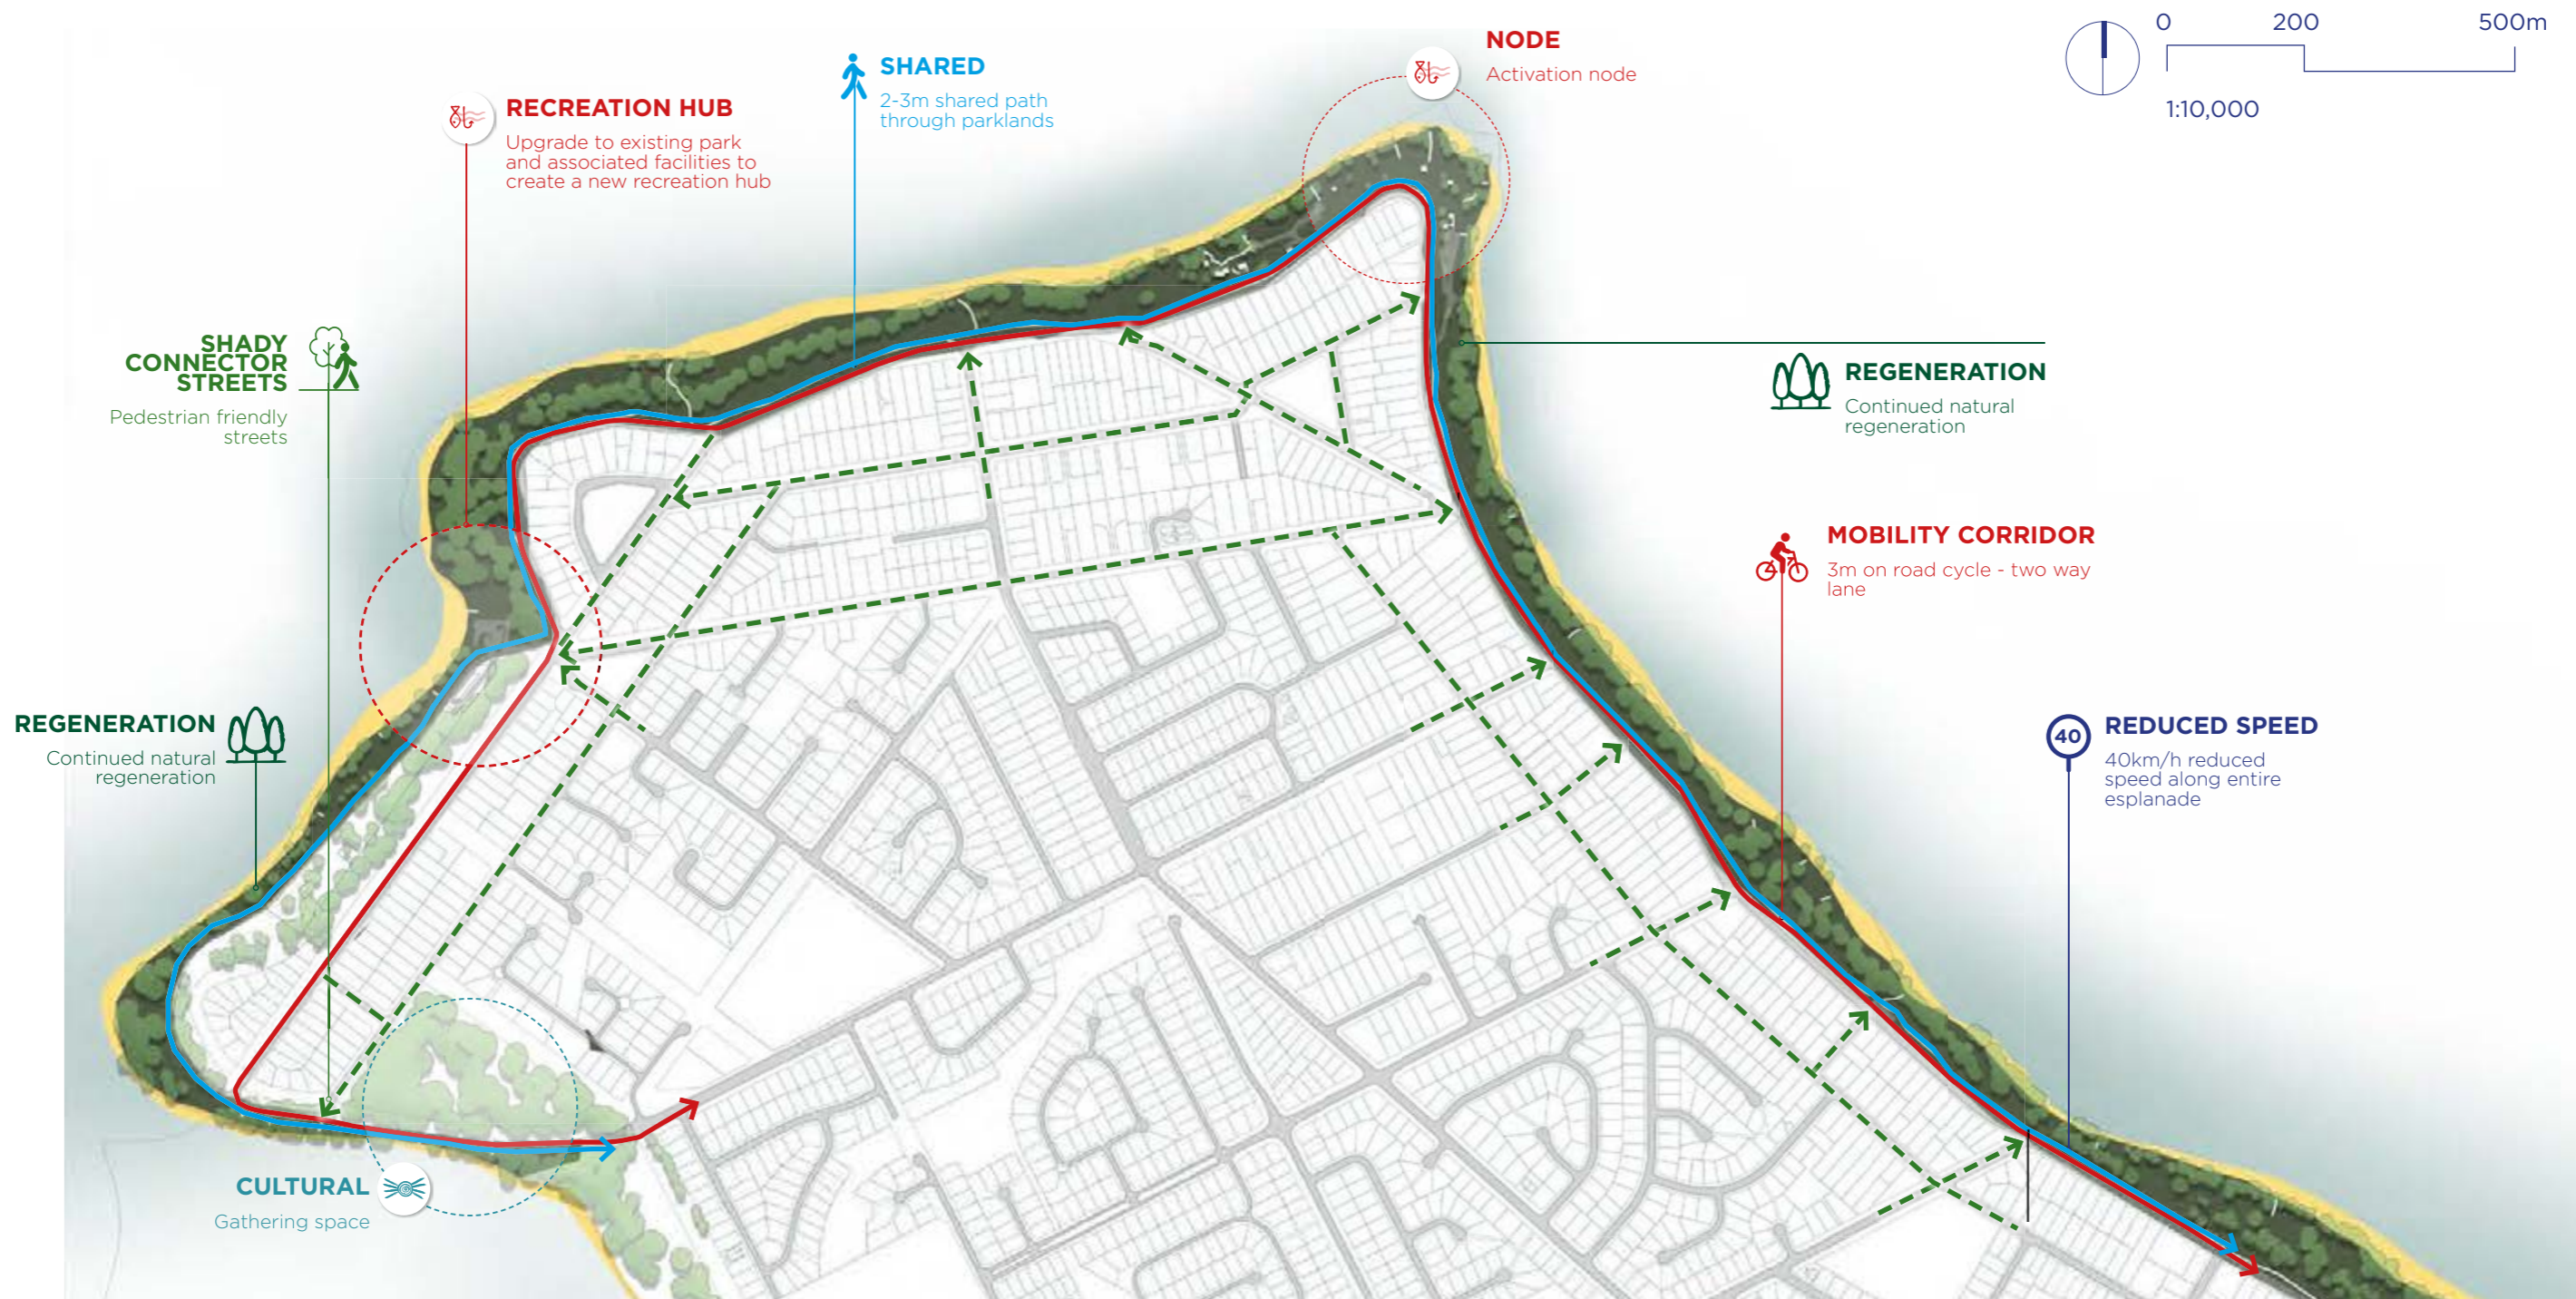 0 200 500m
1:10,000
NODE
Activation node
SHARED
2-3m shared path
through parklands
RECREATION HUB
Upgrade to existing park
and associated facilities to
create a new recreation hub
SHADY
CONNECTOR
STREETS
Pedestrian friendly
streets
REGENERATION
Continued natural
regeneration
MOBILITY CORRIDOR
3m on road cycle - two way
lane
REGENERATION
Continued natural
regeneration
40
REDUCED SPEED
40km/h reduced
speed along entire
esplanade
CULTURAL
Gathering space